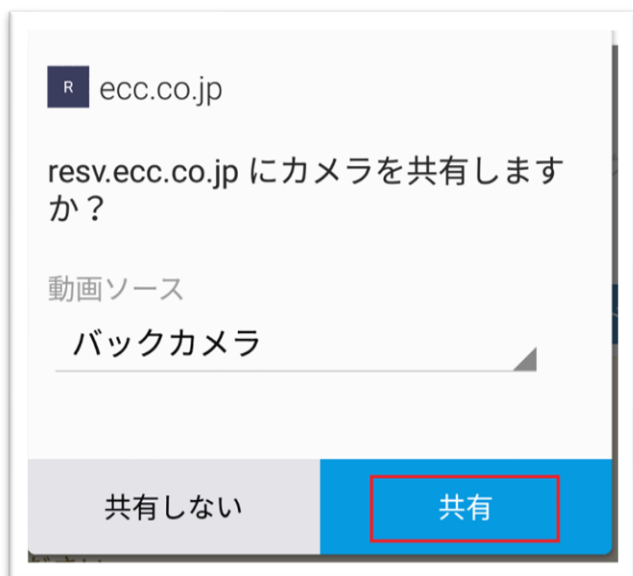 R ecc.co.jp
resv.ecc.co.jp にカメラを共有します
か？
動画ソース
バックカメラ
共有しない 共有